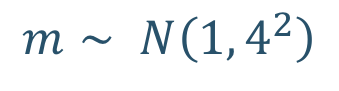 m ~ N(1, 4²)